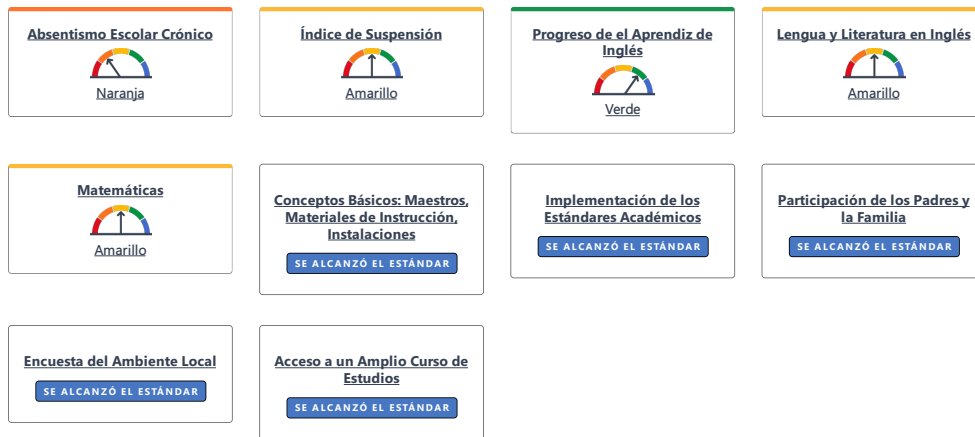 Absentismo Escolar Crónico
Naranja
Índice de Suspensión
Amarillo
Progreso de el Aprendiz de
Inglés
Verde
Lengua y Literatura en Inglés
Amarillo
Matemáticas
Amarillo
Conceptos Básicos: Maestros,
Materiales de Instrucción,
Instalaciones
SE ALCANZÓ EL ESTÁNDAR
Implementación de los
Estándares Académicos
SE ALCANZÓ EL ESTÁNDAR
Participación de los Padres y
la Familia
SE ALCANZÓ EL ESTÁNDAR
Encuesta del Ambiente Local
SE ALCANZÓ EL ESTÁNDAR
Acceso a un Amplio Curso de
Estudios
SE ALCANZÓ EL ESTÁNDAR